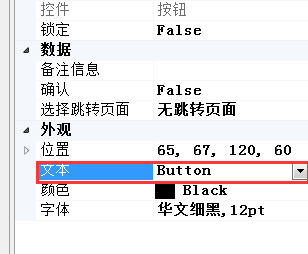 控件 按钮
锁定 False
数据
备注信息
确认 False
选择跳转页面 无跳转页面
外观
位置 65, 67, 120, 60
文本 Button
颜色 Black
字体 华文细黑,12pt